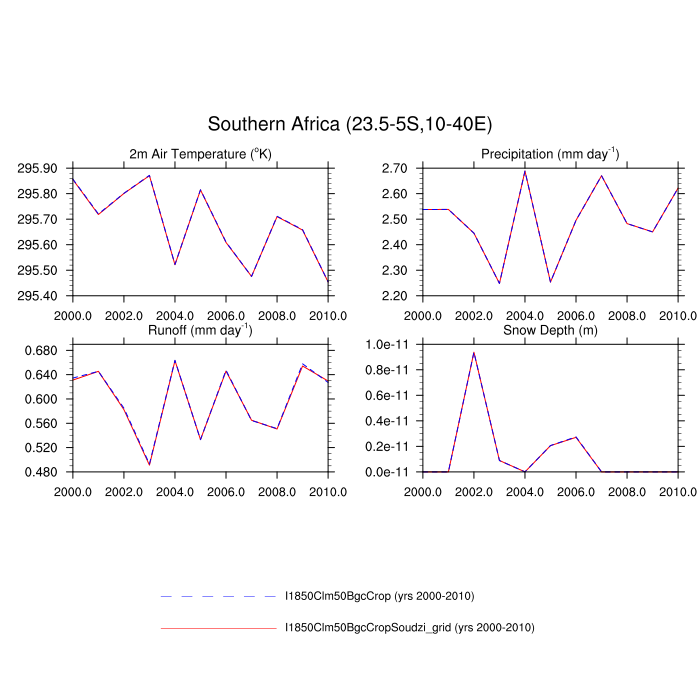 Southern Africa (23.5-5S,10-40E)
2m Air Temperature (°K)
295.90
295.80
295.70
295.60
295.50
295.40
2000.0 2002.0 2004.0 2006.0 2008.0 2010.0
Precipitation (mm day⁻¹)
2.70
2.60
2.50
2.40
2.30
2.20
2000.0 2002.0 2004.0 2006.0 2008.0 2010.0
Runoff (mm day⁻¹)
0.680
0.640
0.600
0.560
0.520
0.480
2000.0 2002.0 2004.0 2006.0 2008.0 2010.0
Snow Depth (m)
1.0e-11
0.8e-11
0.6e-11
0.4e-11
0.2e-11
0.0e-11
2000.0 2002.0 2004.0 2006.0 2008.0 2010.0
I1850Clm50BgcCrop (yrs 2000-2010)
I1850Clm50BgcCropSoudzi_grid (yrs 2000-2010)